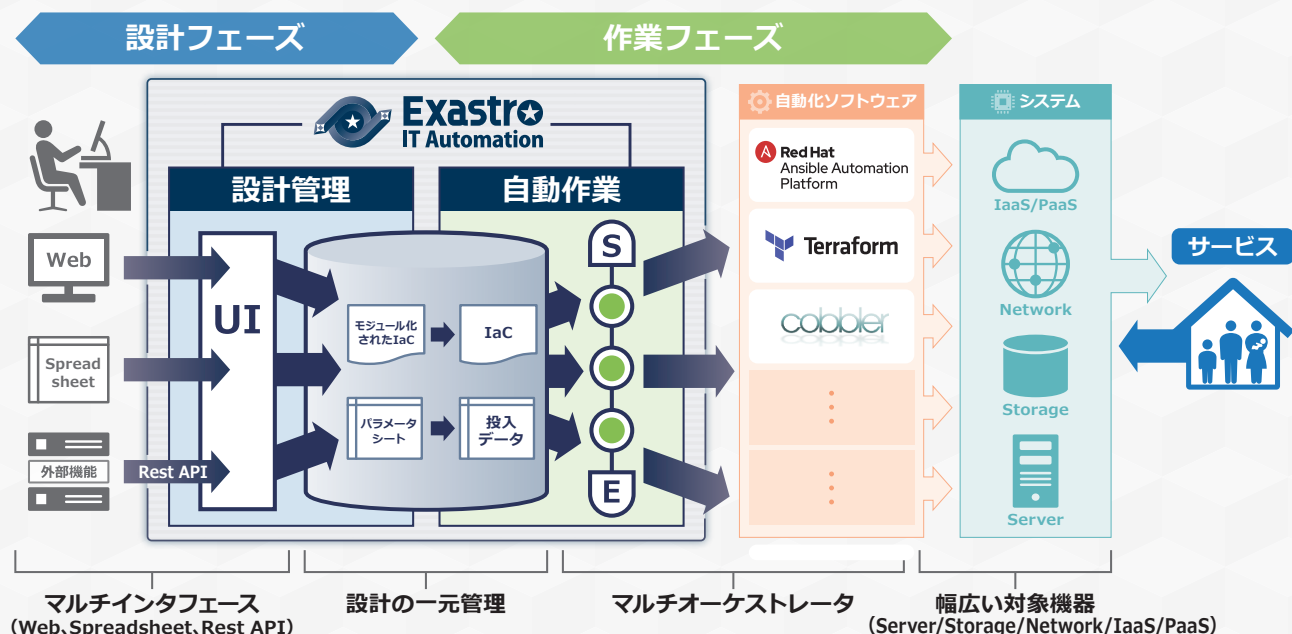 設計フェーズ
作業フェーズ
Exastro
IT Automation
設計管理
自動作業
Web
Spread
sheet
外部機能
Rest API
UI
モジュール化
されたIaC
IaC
パラメータ
シート
投入
データ
S
E
自動化ソフトウェア
Red Hat
Ansible Automation
Platform
Terraform
cobbler
システム
IaaS/PaaS
Network
Storage
Server
サービス
マルチインタフェース
(Web、Spreadsheet、Rest API)
設計の一元管理
マルチオーケストレータ
幅広い対象機器
(Server/Storage/Network/IaaS/PaaS)